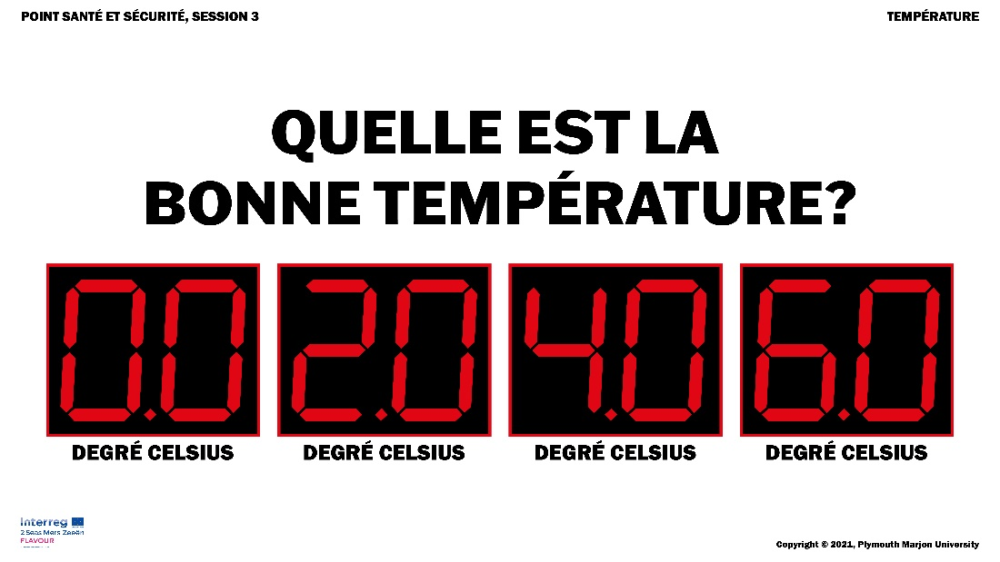 POINT SANTÉ ET SÉCURITÉ, SESSION 3
TEMPÉRATURE
QUELLE EST LA
BONNE TEMPÉRATURE?
0.0 2.0 4.0 6.0
DEGRÉ CELSIUS DEGRÉ CELSIUS DEGRÉ CELSIUS DEGRÉ CELSIUS
Interreg
2 Seas Mers Zeeën
FLAVOUR
Copyright © 2021, Plymouth Marjon University